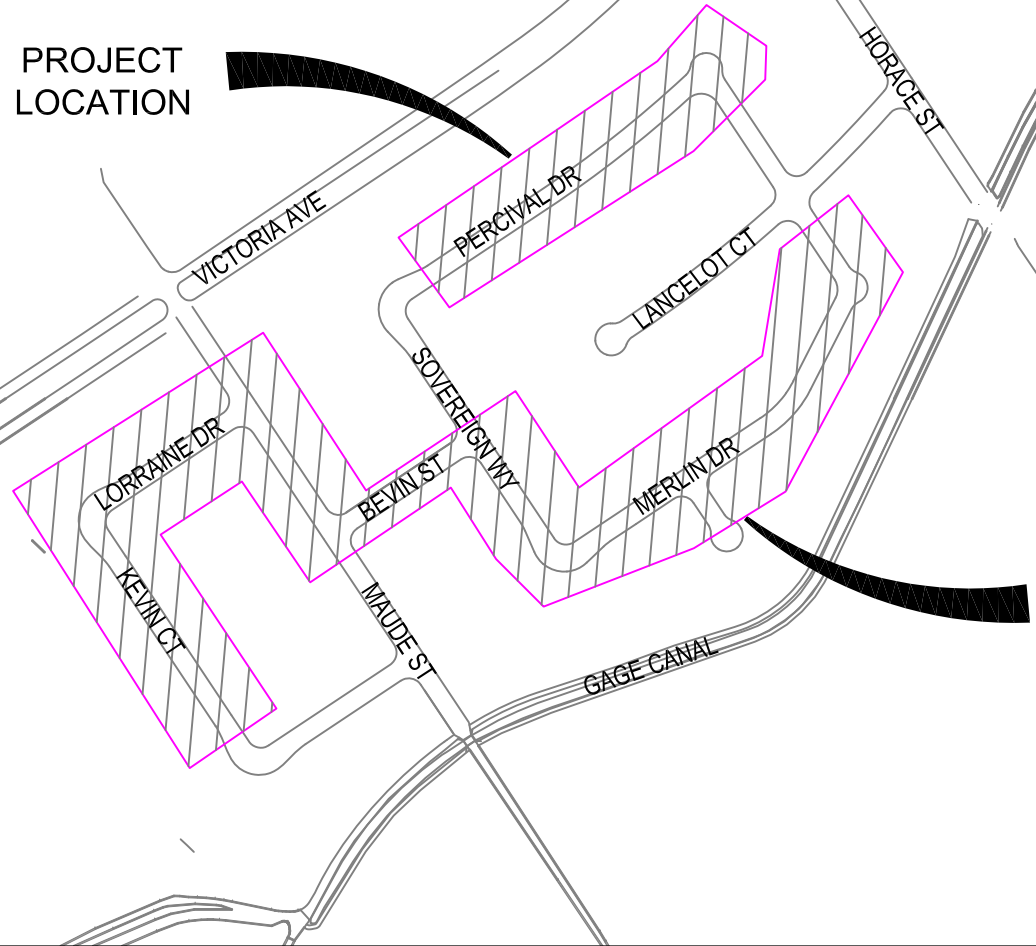 PROJECT
LOCATION
HORACE ST
VICTORIA AVE
PERCIVAL DR
LANCELOT CT
SOVEREIGN WY
LORRAINE DR
BEVIN ST
MERLIN DR
KEVIN CT
MAUDE ST
GAGE CANAL